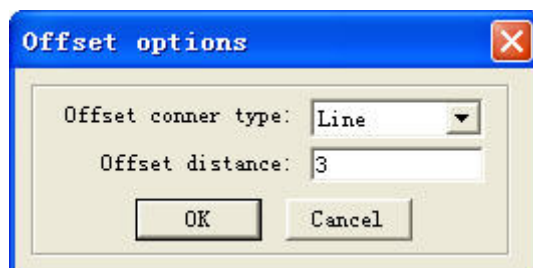 Offset options
Offset conner type: Line
Offset distance: 3
OK Cancel